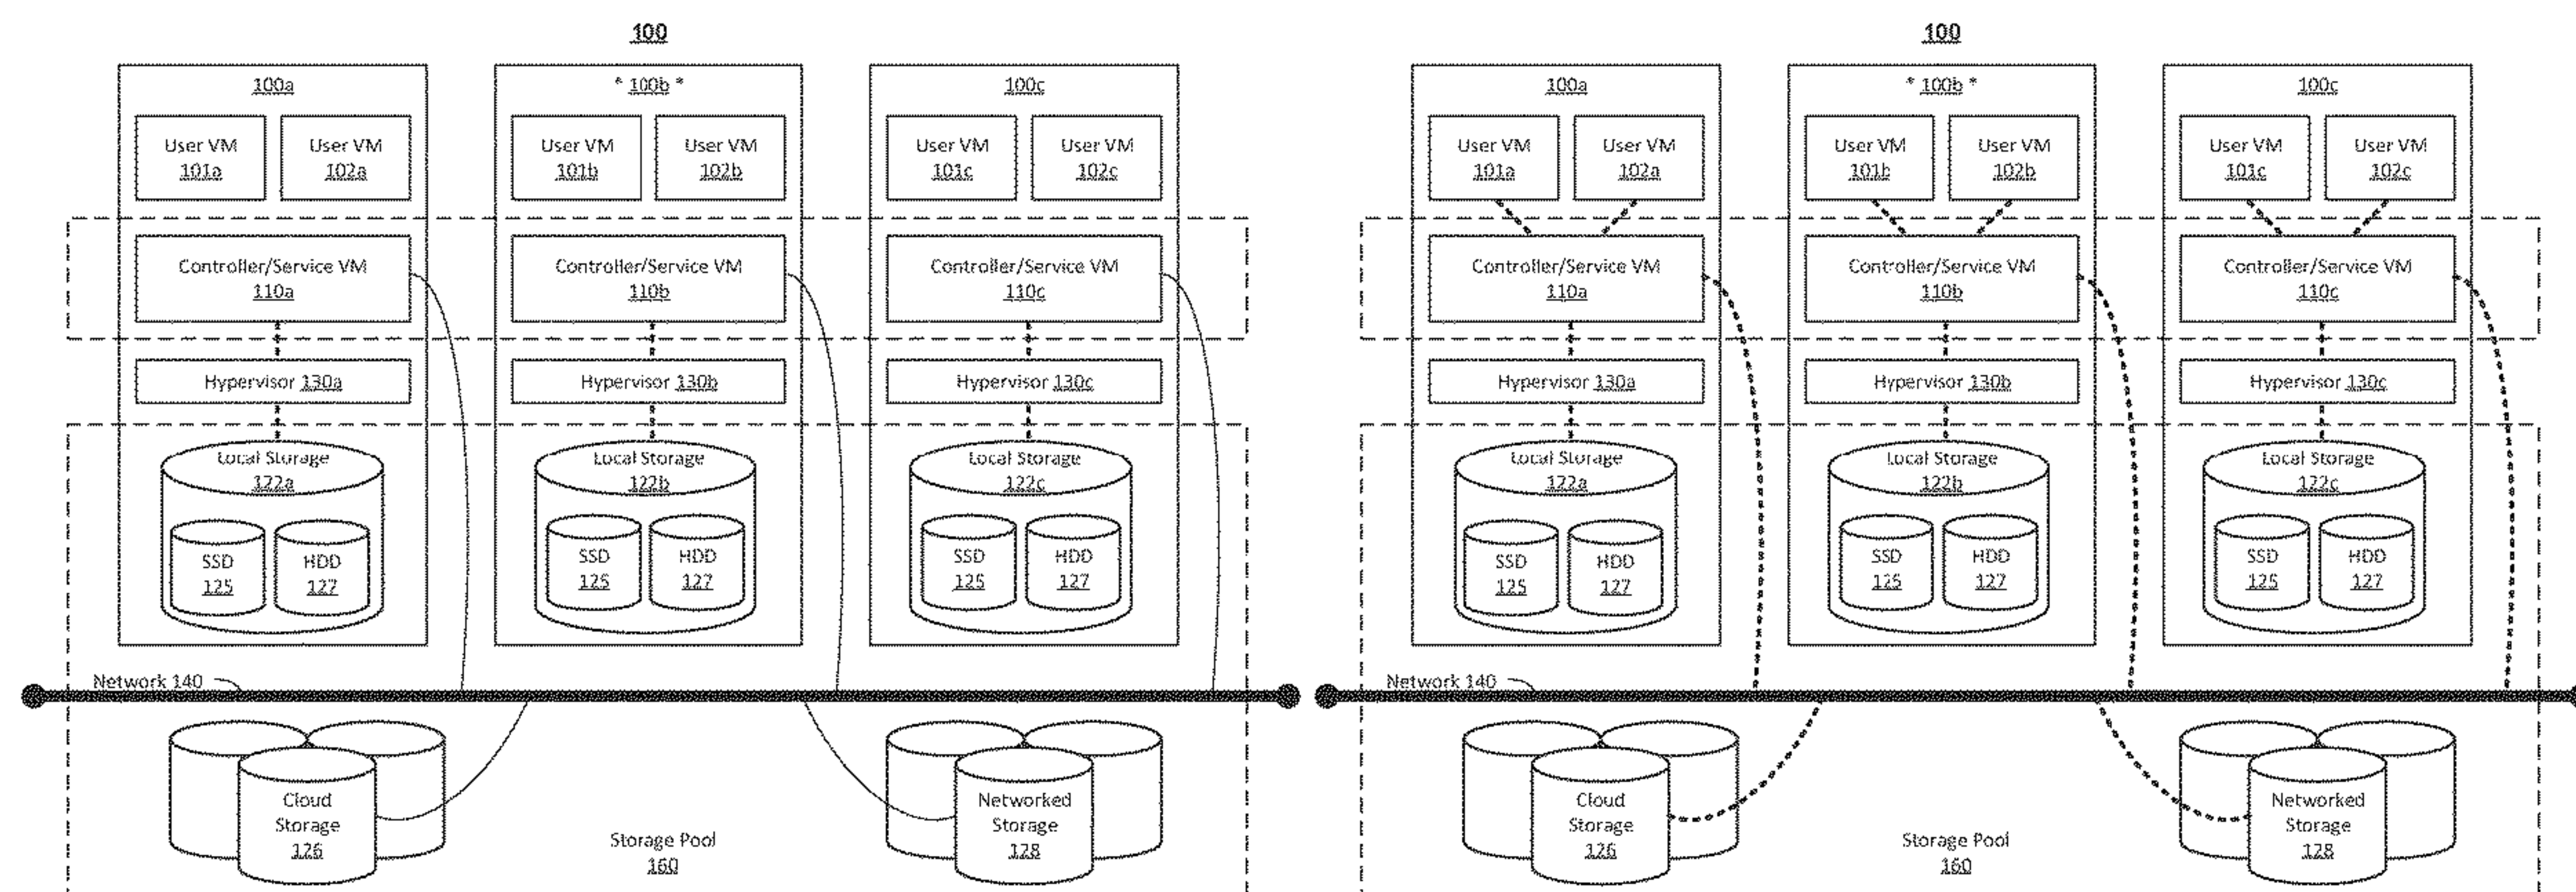 100
100a
* 100b *
100c
User VM
101a
User VM
102a
User VM
101b
User VM
102b
User VM
101c
User VM
102c
Controller/Service VM
110a
Controller/Service VM
110b
Controller/Service VM
110c
Hypervisor 130a
Hypervisor 130b
Hypervisor 130c
Local Storage
122a
Local Storage
122b
Local Storage
122c
SSD
125
HDD
127
SSD
125
HDD
127
SSD
125
HDD
127
Network 140
Cloud
Storage
126
Storage Pool
160
Networked
Storage
128
100
100a
* 100b *
100c
User VM
101a
User VM
102a
User VM
101b
User VM
102b
User VM
101c
User VM
102c
Controller/Service VM
110a
Controller/Service VM
110b
Controller/Service VM
110c
Hypervisor 130a
Hypervisor 130b
Hypervisor 130c
Local Storage
122a
Local Storage
122b
Local Storage
122c
SSD
125
HDD
127
SSD
125
HDD
127
SSD
125
HDD
127
Network 140
Cloud
Storage
126
Storage Pool
160
Networked
Storage
128